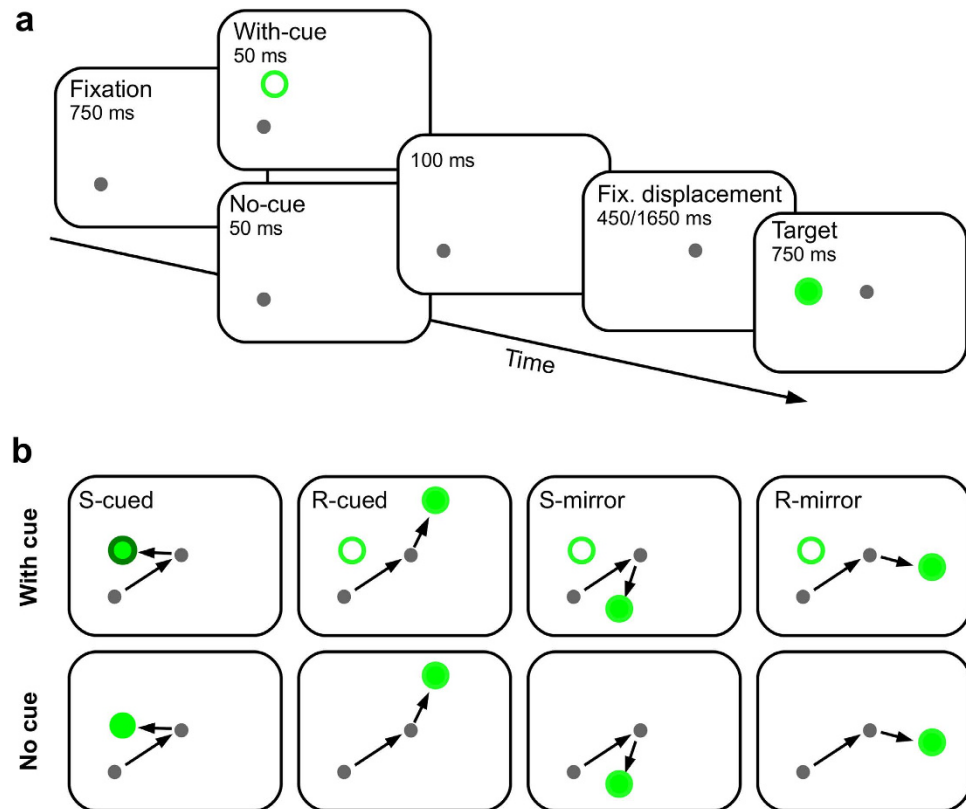 a
Fixation
750 ms
With-cue
50 ms
No-cue
50 ms
100 ms
Fix. displacement
450/1650 ms
Target
750 ms
Time
b
With cue
S-cued
R-cued
S-mirror
R-mirror
No cue